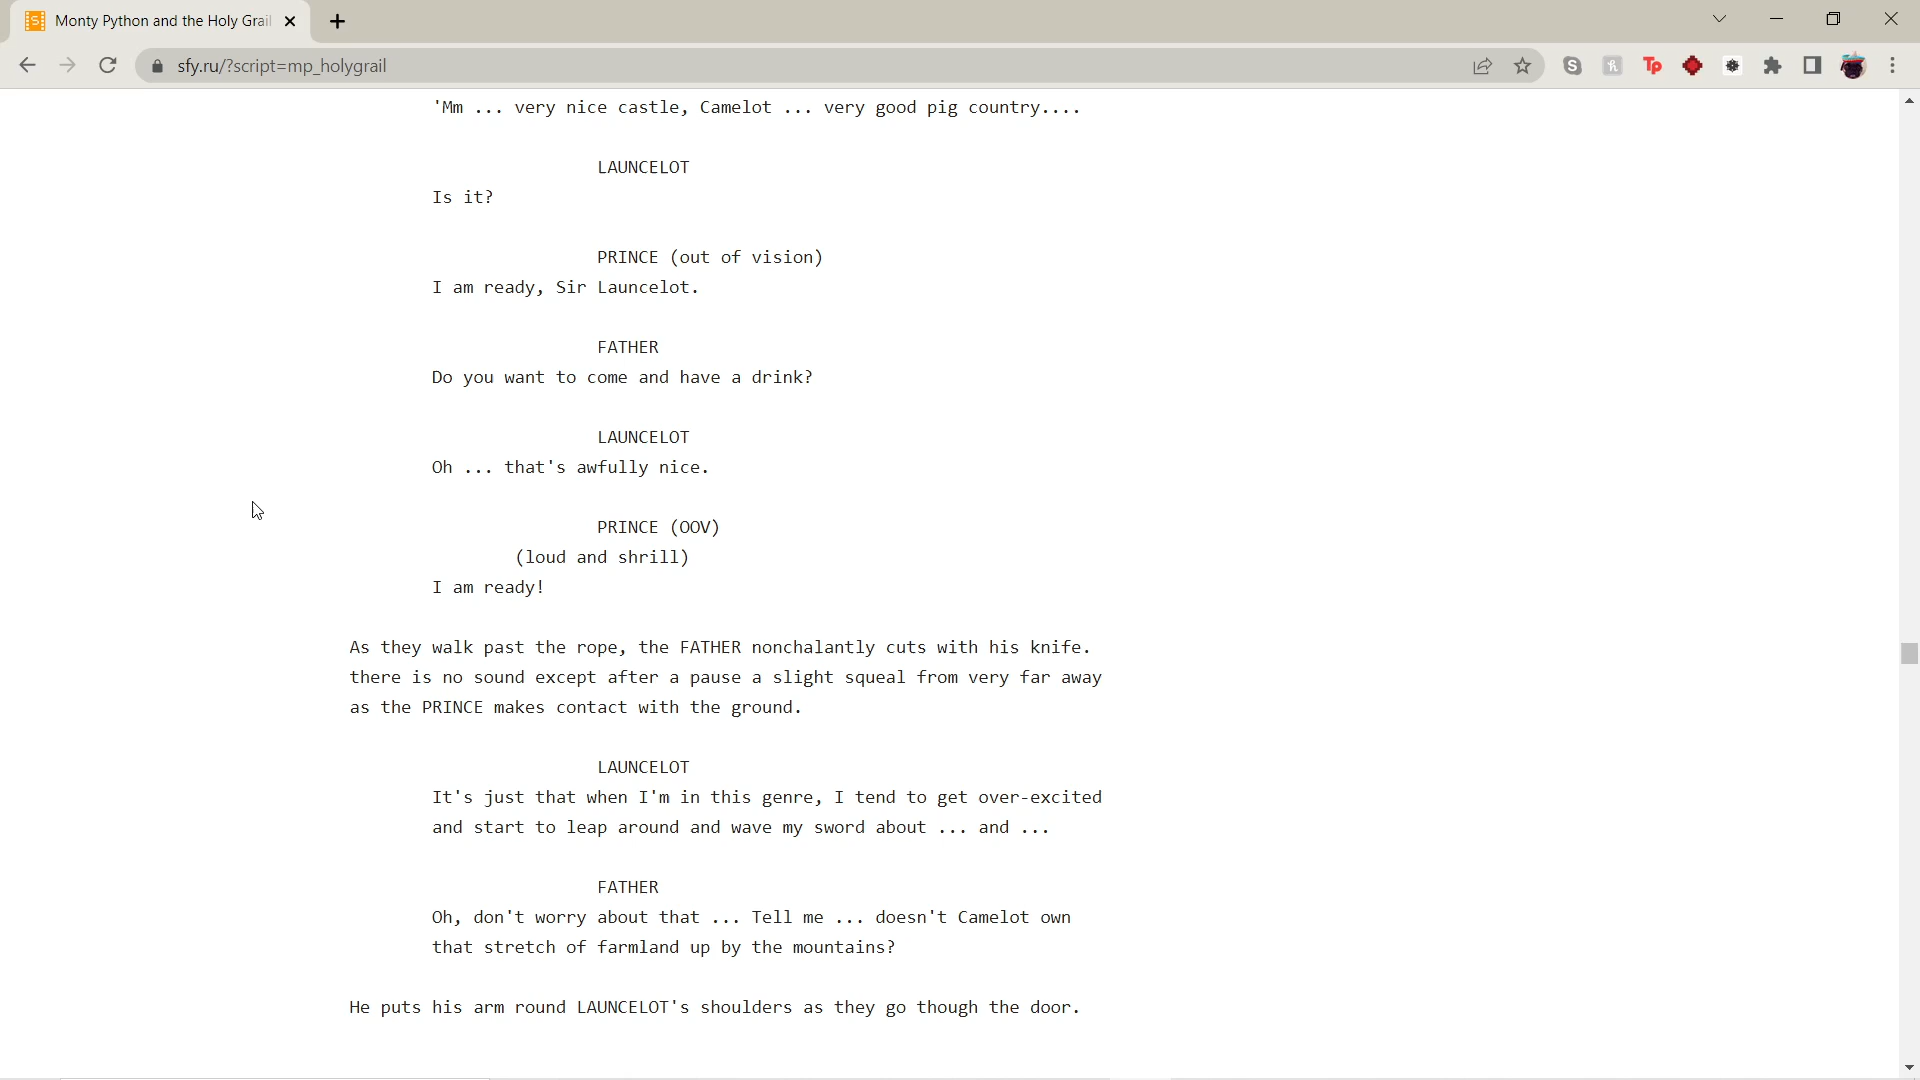 Monty Python and the Holy Grail
sfy.ru/?script=mp_holygrail
'Mm ... very nice castle, Camelot ... very good pig country....
LAUNCELOT
Is it?
PRINCE (out of vision)
I am ready, Sir Launcelot.
FATHER
Do you want to come and have a drink?
LAUNCELOT
Oh ... that's awfully nice.
PRINCE (OOV)
(loud and shrill)
I am ready!
As they walk past the rope, the FATHER nonchalantly cuts with his knife.
there is no sound except after a pause a slight squeal from very far away
as the PRINCE makes contact with the ground.
LAUNCELOT
It's just that when I'm in this genre, I tend to get over-excited
and start to leap around and wave my sword about ... and ...
FATHER
Oh, don't worry about that ... Tell me ... doesn't Camelot own
that stretch of farmland up by the mountains?
He puts his arm round LAUNCELOT's shoulders as they go though the door.